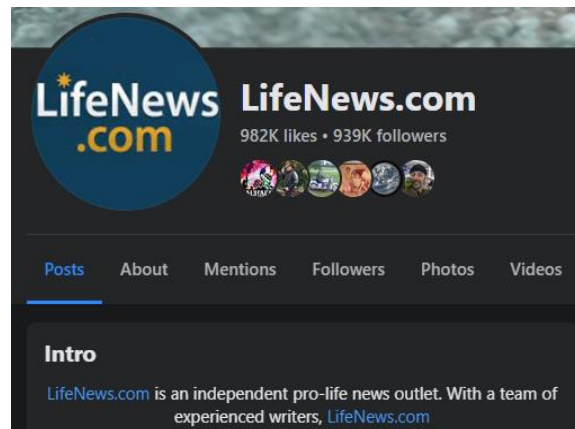 LifeNews
.com
LifeNews.com
982K likes • 939K followers
Posts About Mentions Followers Photos Videos
Intro
LifeNews.com is an independent pro-life news outlet. With a team of
experienced writers, LifeNews.com